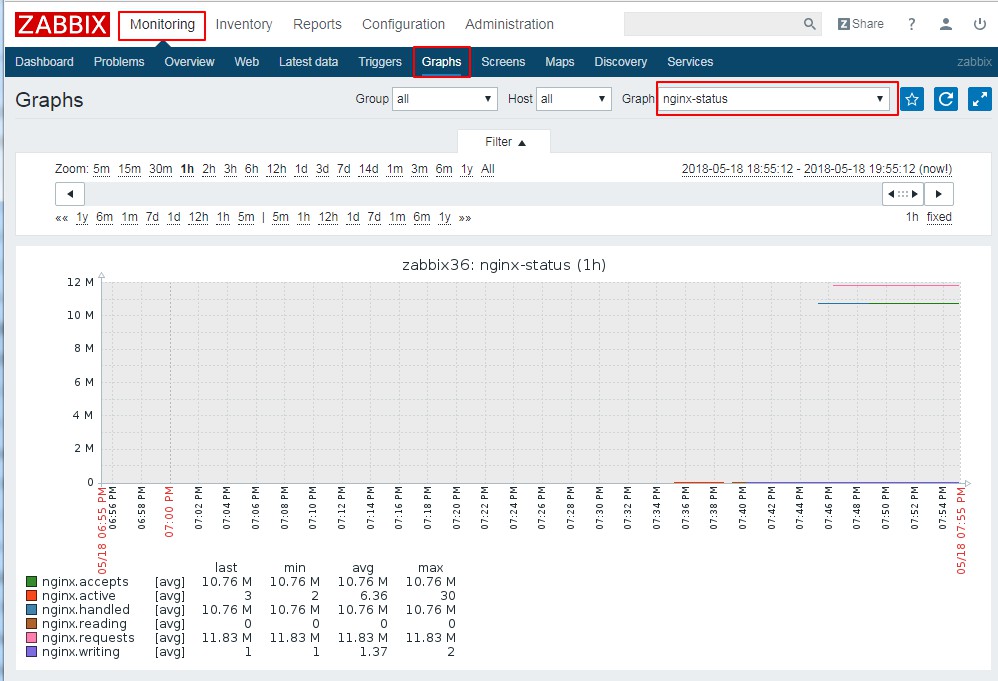 ZABBIX Monitoring Inventory Reports Configuration Administration Z Share ?
Dashboard Problems Overview Web Latest data Triggers Graphs Screens Maps Discovery Services zabbix
Graphs Group all ▼ Host all ▼ Graph nginx-status ▼
Filter ▲
Zoom: 5m 15m 30m 1h 2h 3h 6h 12h 1d 3d 7d 14d 1m 3m 6m 1y All 2018-05-18 18:55:12 - 2018-05-18 19:55:12 (now!)
«« 1y 6m 1m 7d 1d 12h 1h 5m | 5m 1h 12h 1d 7d 1m 6m 1y »» 1h fixed
zabbix36: nginx-status (1h)
12 M
10 M
8 M
6 M
4 M
2 M
0
05/18 06:55 PM
06:56 PM
06:58 PM
07:00 PM
07:02 PM
07:04 PM
07:06 PM
07:08 PM
07:10 PM
07:12 PM
07:14 PM
07:16 PM
07:18 PM
07:20 PM
07:22 PM
07:24 PM
07:26 PM
07:28 PM
07:30 PM
07:32 PM
07:34 PM
07:36 PM
07:38 PM
07:40 PM
07:42 PM
07:44 PM
07:46 PM
07:48 PM
07:50 PM
07:52 PM
07:54 PM
05/18 07:55 PM
last min avg max
nginx.accepts [avg] 10.76 M 10.76 M 10.76 M 10.76 M
nginx.active [avg] 3 2 6.36 30
nginx.handled [avg] 10.76 M 10.76 M 10.76 M 10.76 M
nginx.reading [avg] 0 0 0 0
nginx.requests [avg] 11.83 M 11.83 M 11.83 M 11.83 M
nginx.writing [avg] 1 1 1.37 2